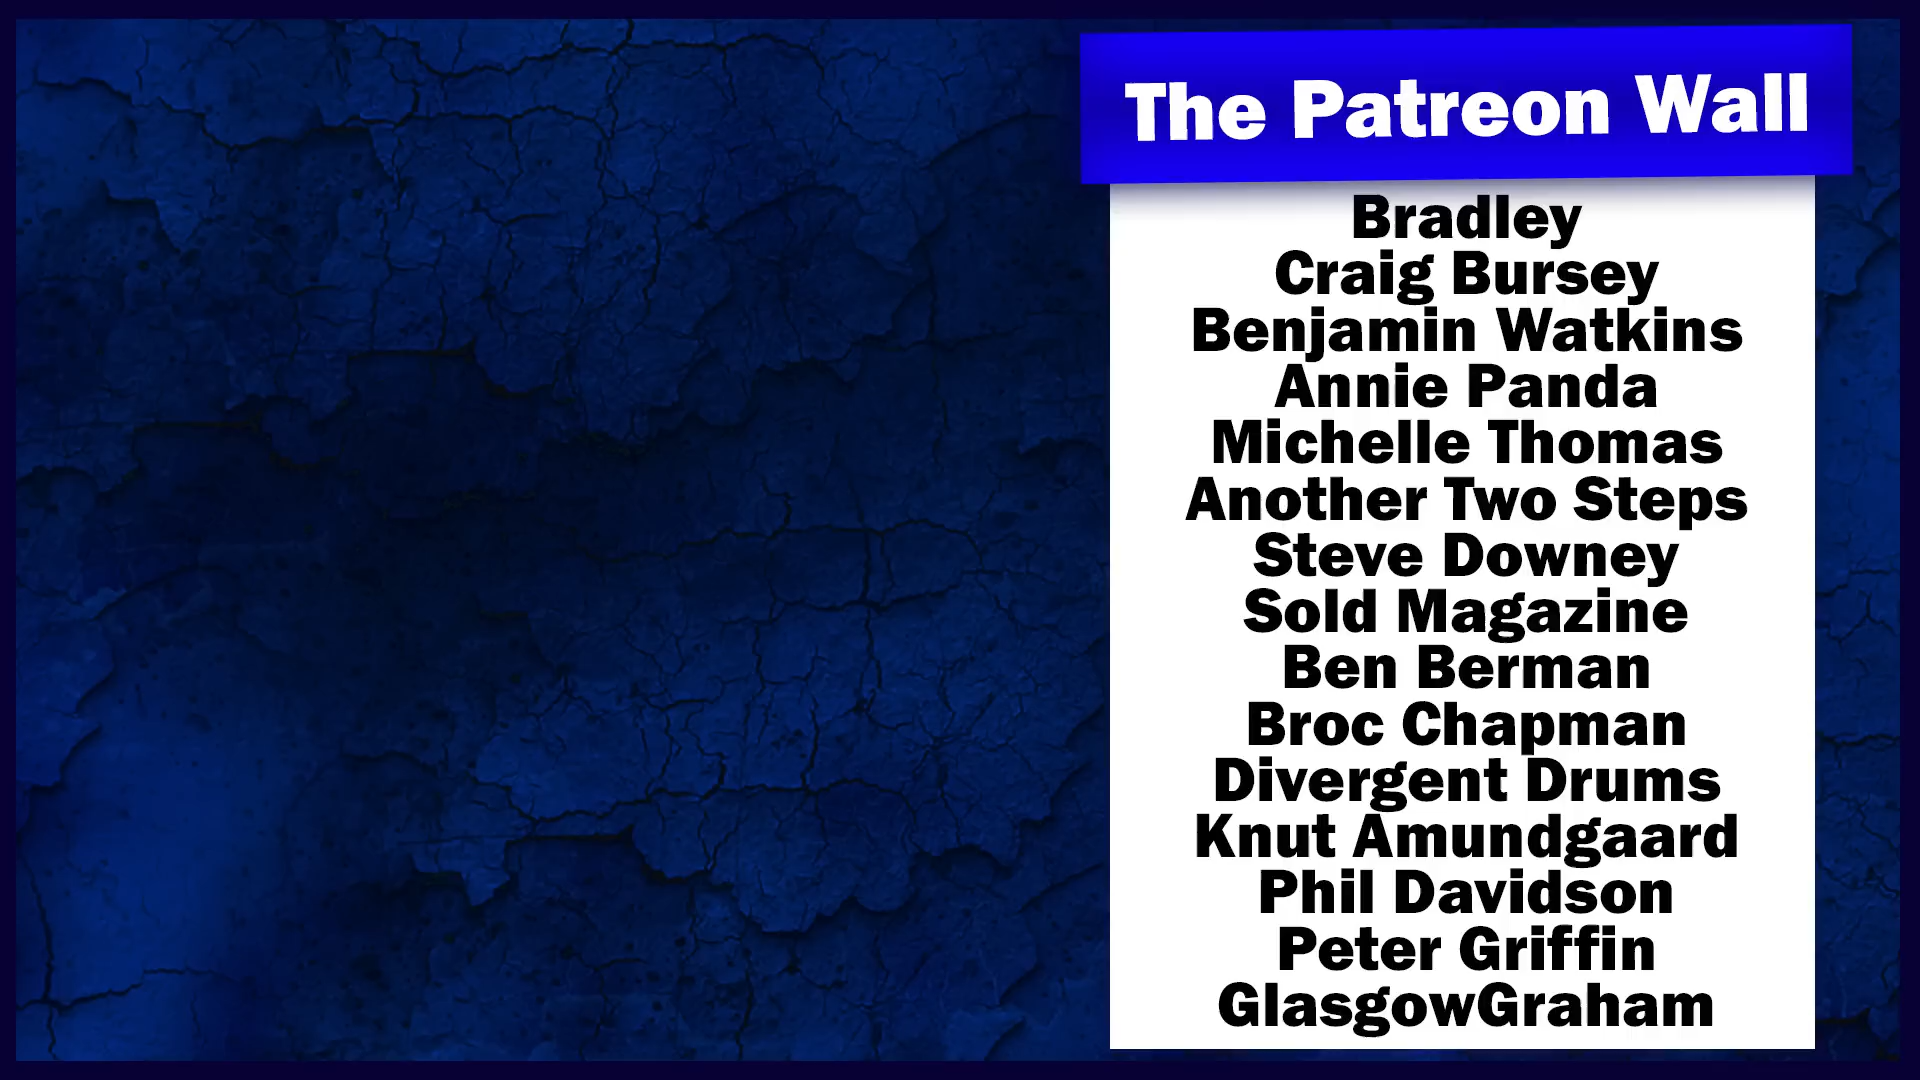 The Patreon Wall
Bradley
Craig Bursey
Benjamin Watkins
Annie Panda
Michelle Thomas
Another Two Steps
Steve Downey
Sold Magazine
Ben Berman
Broc Chapman
Divergent Drums
Knut Amundgaard
Phil Davidson
Peter Griffin
GlasgowGraham